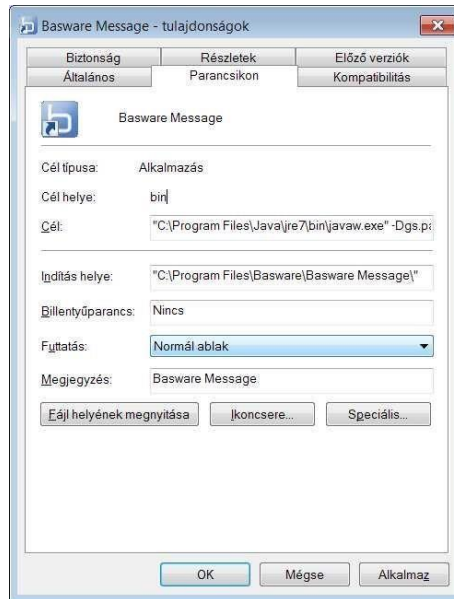 Basware Message - tulajdonságok
Biztonság Részletek Előző verziók
Általános Parancsikon Kompatibilitás
Basware Message
Cél típusa: Alkalmazás
Cél helye: bin
Cél: "C:\Program Files\Java\jre7\bin\javaw.exe" -Dgs.pa
Indítás helye: "C:\Program Files\Basware\Basware Message\"
Billentyűparancs: Nincs
Futtatás: Normál ablak
Megjegyzés: Basware Message
Fájl helyének megnyitása Ikoncsere... Speciális...
OK Mégse Alkalmaz